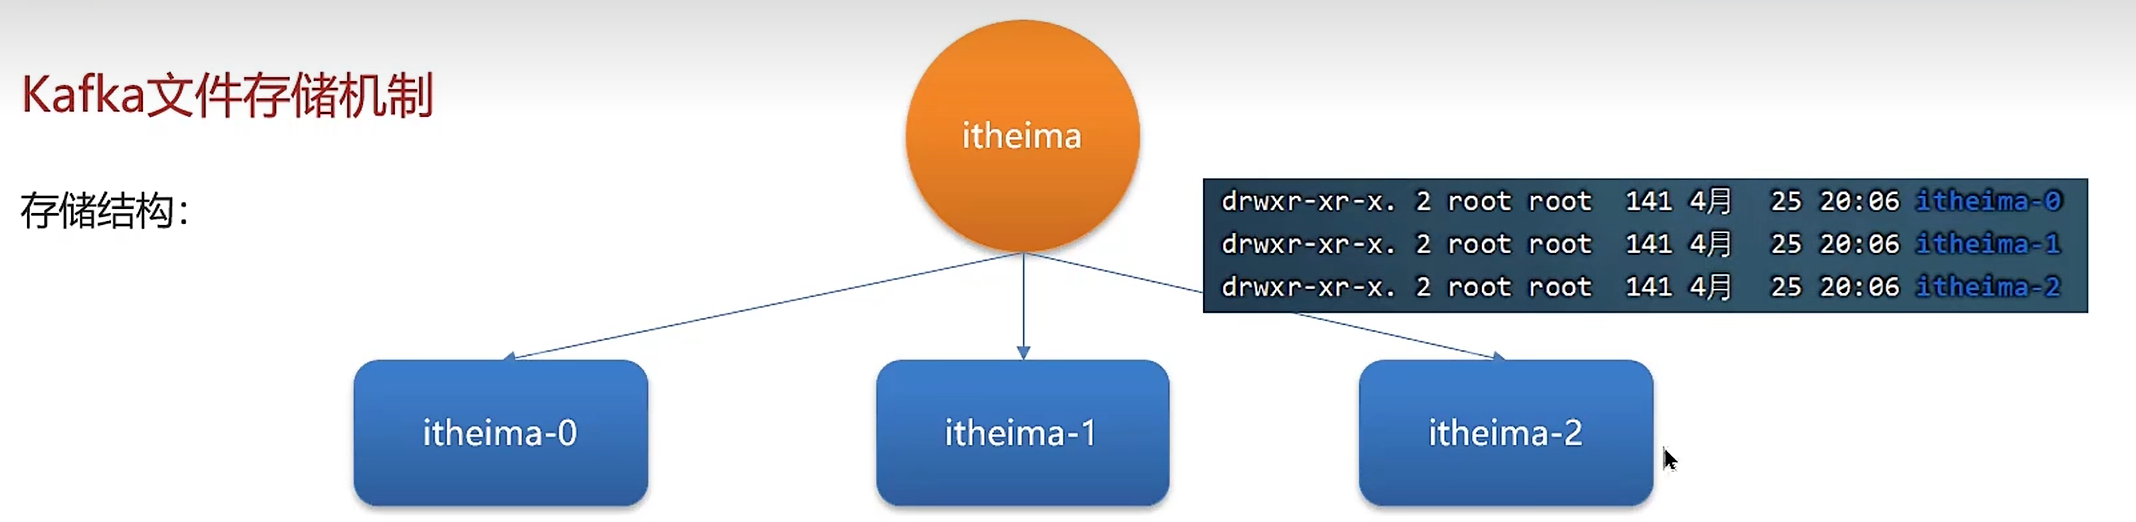 Kafka文件存储机制
存储结构：
itheima
drwxr-xr-x. 2 root root  141 4月  25 20:06 itheima-0
drwxr-xr-x. 2 root root  141 4月  25 20:06 itheima-1
drwxr-xr-x. 2 root root  141 4月  25 20:06 itheima-2
itheima-0
itheima-1
itheima-2